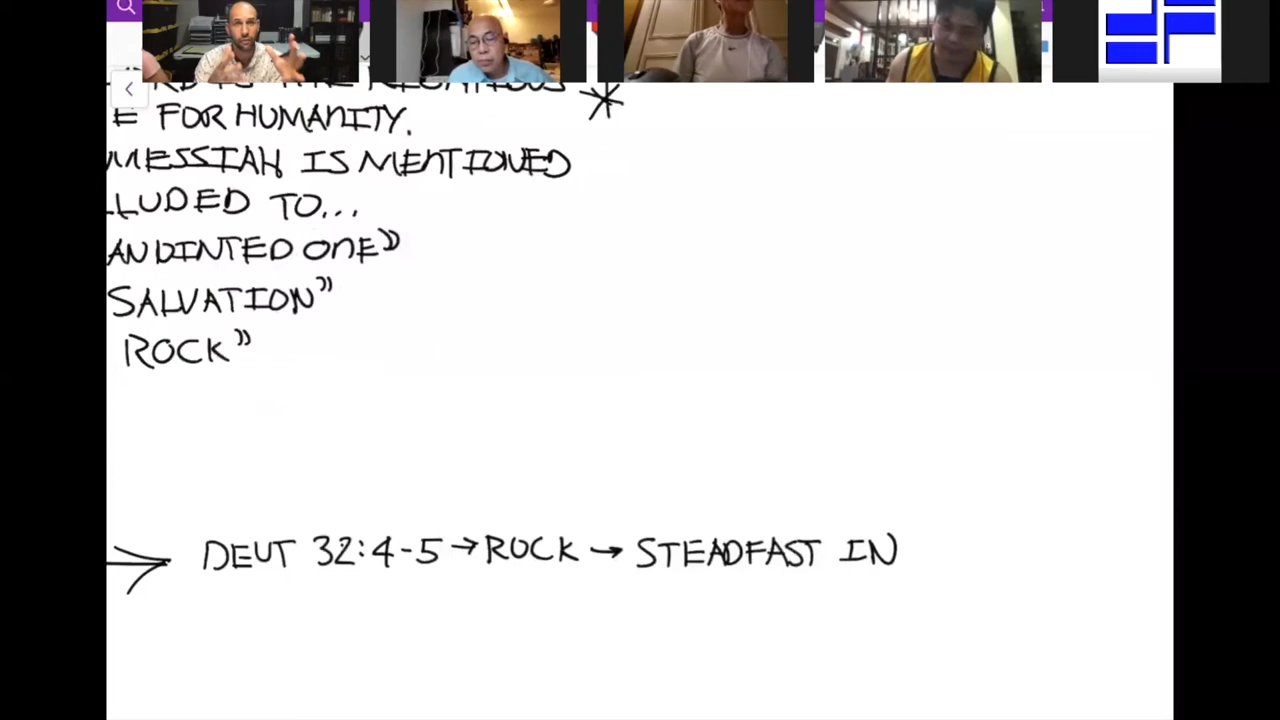 E FOR HUMANITY.
MESSIAH IS MENTIONED
LLUDED TO...
ANOINTED ONE”
SALVATION”
ROCK”
DEUT 32:4-5 → ROCK → STEADFAST IN